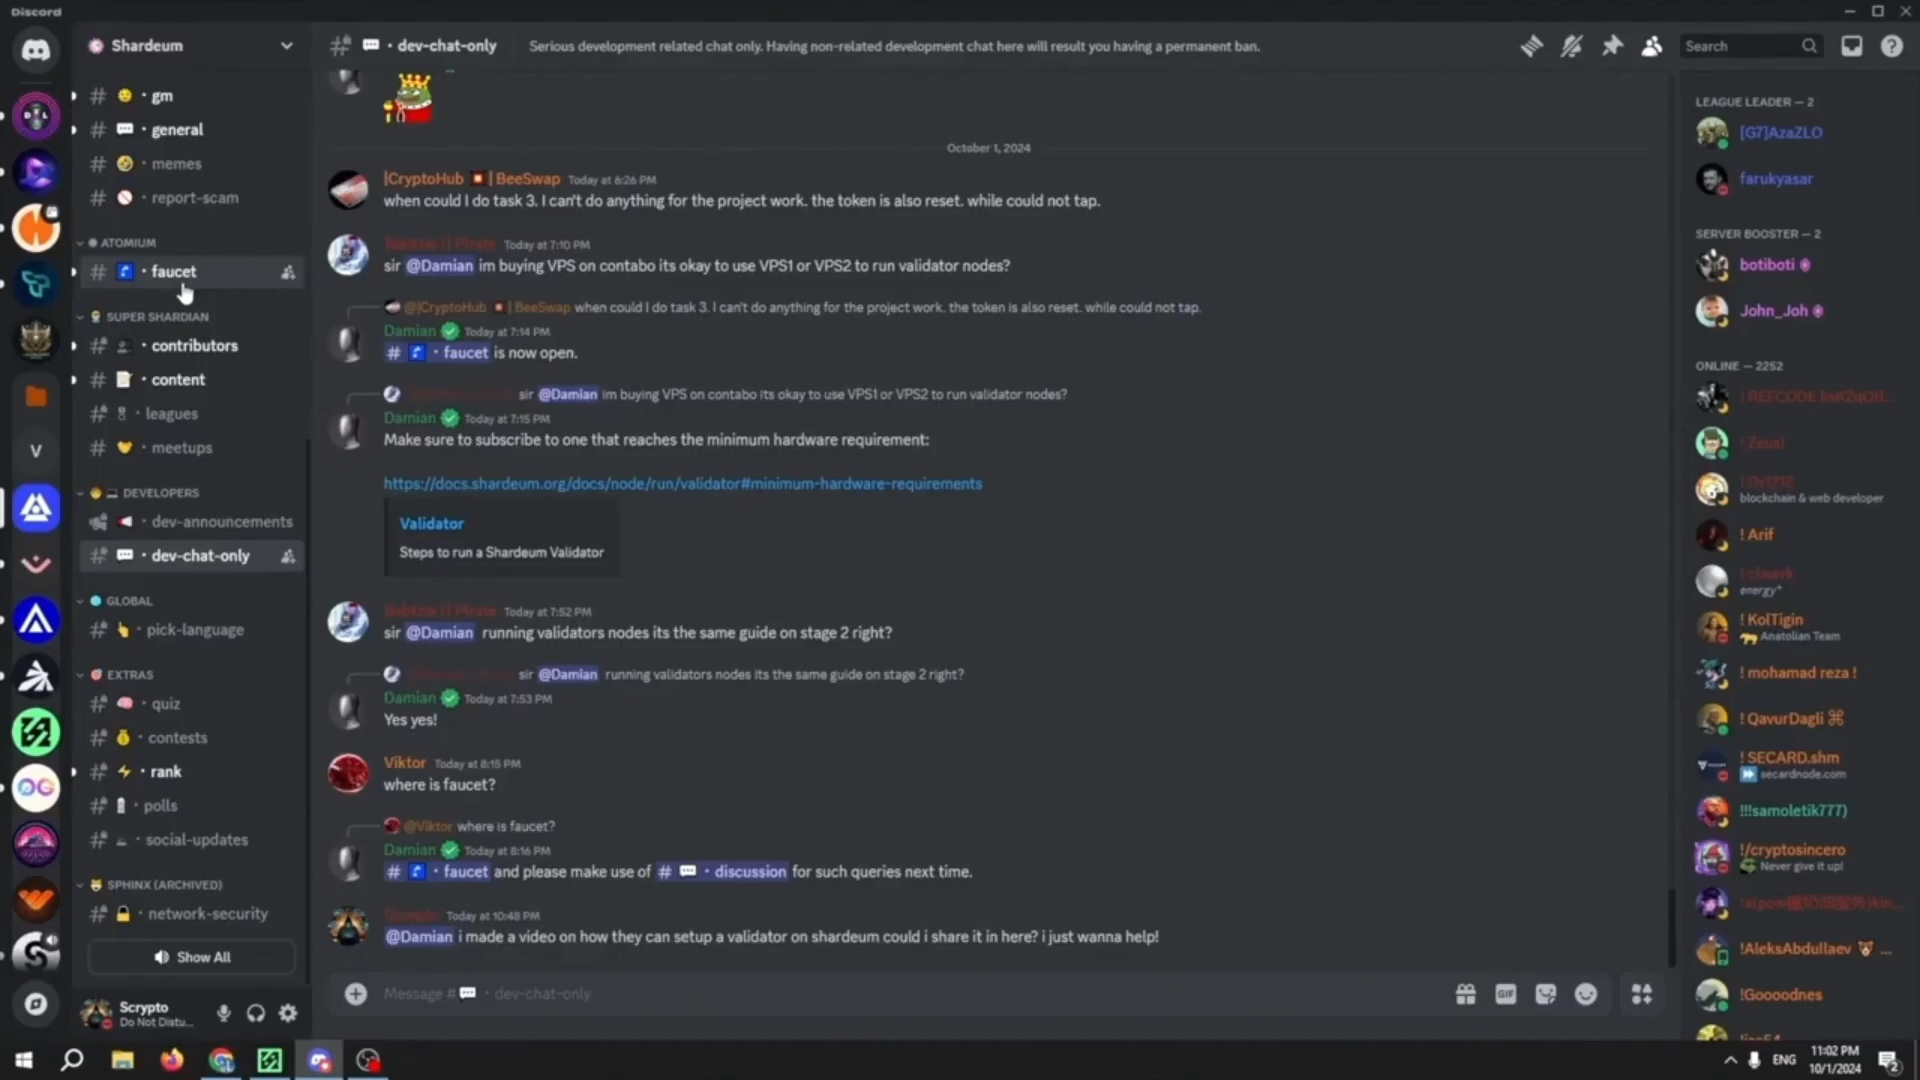 Discord
Shardeum
gm
general
memes
report-scam
ATOMIUM
faucet
SUPER SHARDIAN
contributors
content
leagues
meetups
DEVELOPERS
dev-announcements
dev-chat-only
GLOBAL
pick-language
EXTRAS
quiz
contests
rank
polls
social-updates
SPHINX (ARCHIVED)
network-security
Show All
Scrypto
Do Not Distu...
V
dev-chat-only
Serious development related chat only. Having non-related development chat here will result you having a permanent ban.
Search
October 1, 2024
|CryptoHub | BeeSwap Today at 6:26 PM
when could I do task 3. I can't do anything for the project work. the token is also reset. while could not tap.
Today at 7:10 PM
sir @Damian im buying VPS on contabo its okay to use VPS1 or VPS2 to run validator nodes?
@|CryptoHub | BeeSwap when could I do task 3. I can't do anything for the project work. the token is also reset. while could not tap.
Damian Today at 7:14 PM
# faucet is now open.
sir @Damian im buying VPS on contabo its okay to use VPS1 or VPS2 to run validator nodes?
Damian Today at 7:15 PM
Make sure to subscribe to one that reaches the minimum hardware requirement:
https://docs.shardeum.org/docs/node/run/validator#minimum-hardware-requirements
Validator
Steps to run a Shardeum Validator
Today at 7:52 PM
sir @Damian running validators nodes its the same guide on stage 2 right?
sir @Damian running validators nodes its the same guide on stage 2 right?
Damian Today at 7:53 PM
Yes yes!
Viktor Today at 8:15 PM
where is faucet?
@Viktor where is faucet?
Damian Today at 8:16 PM
# faucet and please make use of # discussion for such queries next time.
Scrypto Today at 10:48 PM
@Damian i made a video on how they can setup a validator on shardeum could i share it in here? i just wanna help!
Message # dev-chat-only
GIF
LEAGUE LEADER — 2
[G7]AzaZLO
farukyasar
SERVER BOOSTER — 2
botiboti
John_Joh
ONLINE — 2252
! Zeus!
blockchain & web developer
! Arif
energy⁺
! KolTigin
Anatolian Team
! mohamad reza !
! QavurDagli ⌘
! SECARD.shm
secardnode.com
!!!samoletik777)
!/cryptosincero
Never give it up!
!AleksAbdullaev ...
!Goooodnes
ENG
11:02 PM
10/1/2024
2